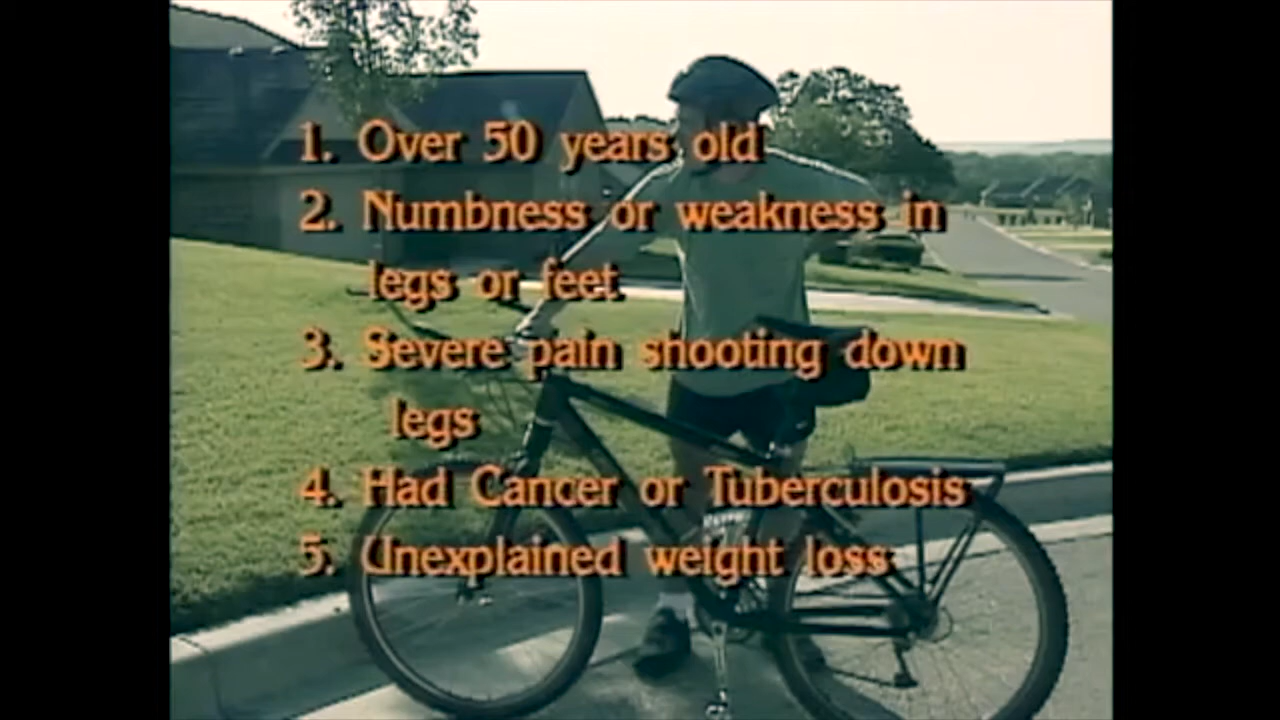 1. Over 50 years old
2. Numbness or weakness in
legs or feet
3. Severe pain shooting down
legs
4. Had Cancer or Tuberculosis
5. Unexplained weight loss